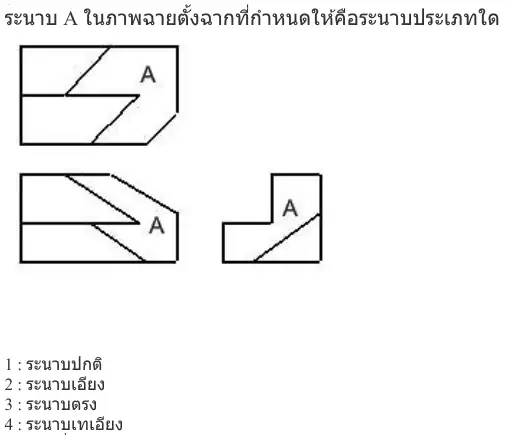 ระนาบ A ในภาพฉายตั้งฉากที่กำหนดให้คือระนาบประเภทใด
A
A
A
1 : ระนาบปกติ
2 : ระนาบเอียง
3 : ระนาบตรง
4 : ระนาบเทเอียง